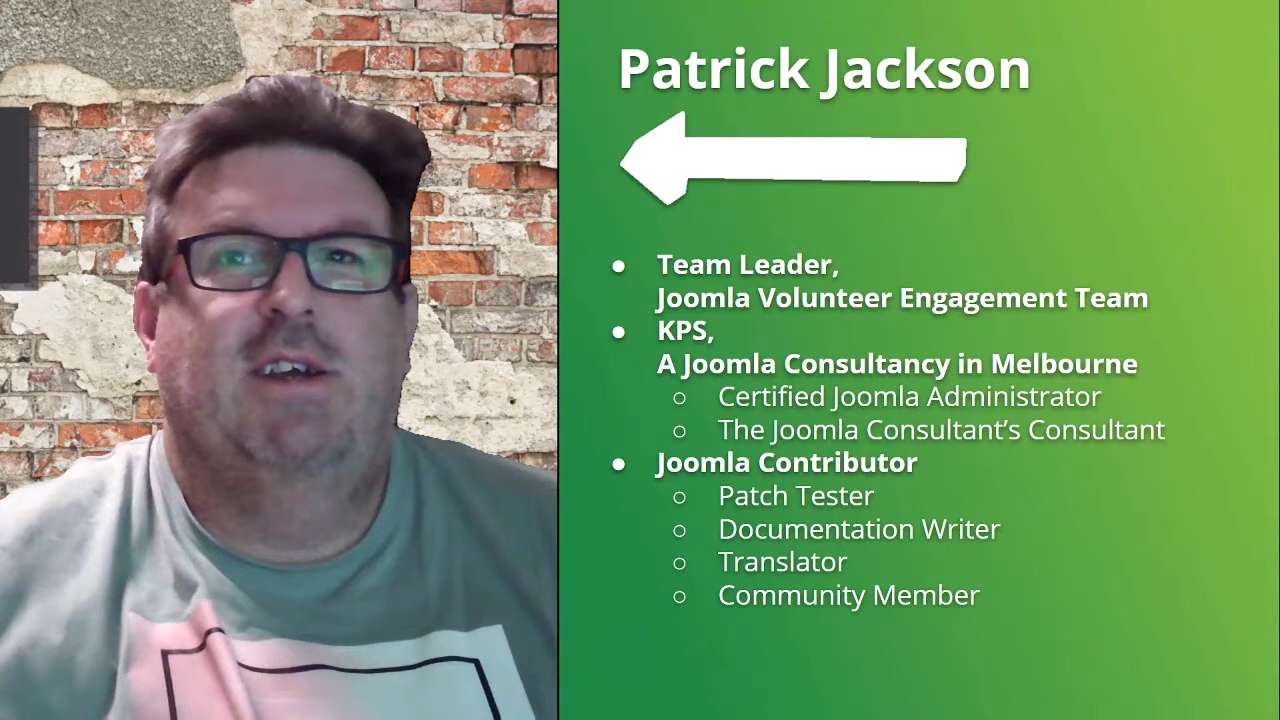 Patrick Jackson
● Team Leader,
Joomla Volunteer Engagement Team
● KPS,
A Joomla Consultancy in Melbourne
○ Certified Joomla Administrator
○ The Joomla Consultant’s Consultant
● Joomla Contributor
○ Patch Tester
○ Documentation Writer
○ Translator
○ Community Member